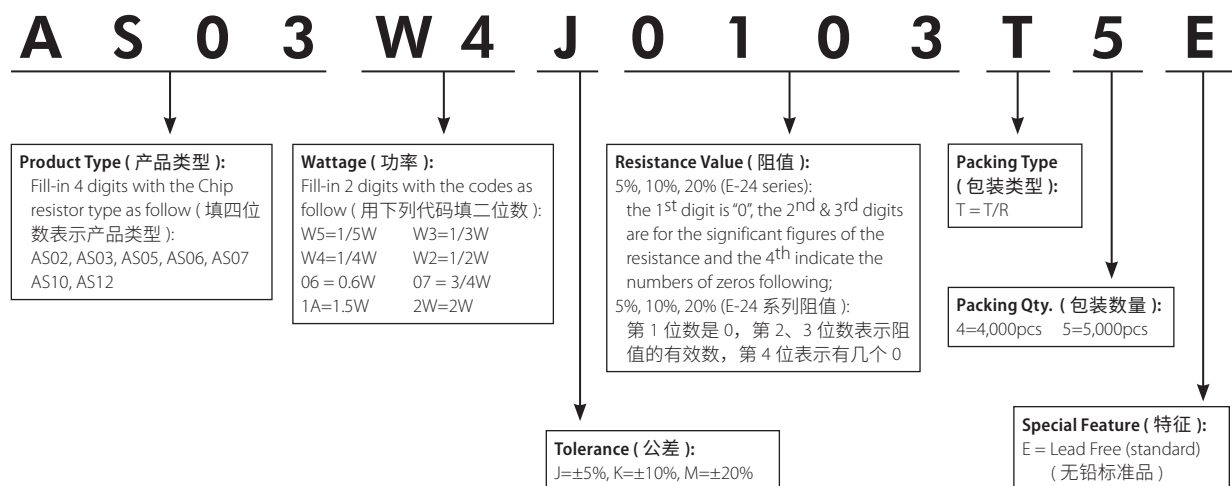 A S 0 3 W 4 J 0 1 0 3 T 5 E
Product Type ( 产品类型 ):
Fill-in 4 digits with the Chip
resistor type as follow ( 填四位
数表示产品类型 ):
AS02, AS03, AS05, AS06, AS07
AS10, AS12
Wattage ( 功率 ):
Fill-in 2 digits with the codes as
follow ( 用下列代码填二位数 ):
W5=1/5W W3=1/3W
W4=1/4W W2=1/2W
06 = 0.6W 07 = 3/4W
1A=1.5W 2W=2W
Resistance Value ( 阻值 ):
5%, 10%, 20% (E-24 series):
the 1st digit is “0”, the 2nd & 3rd digits
are for the significant figures of the
resistance and the 4th indicate the
numbers of zeros following;
5%, 10%, 20% (E-24 系列阻值 ):
第 1 位数是 0，第 2、3 位数表示阻
值的有效数，第 4 位表示有几个 0
Packing Type
( 包装类型 ):
T = T/R
Packing Qty. ( 包装数量 ):
4=4,000pcs 5=5,000pcs
Tolerance ( 公差 ):
J=±5%, K=±10%, M=±20%
Special Feature ( 特征 ):
E = Lead Free (standard)
( 无铅标准品 )